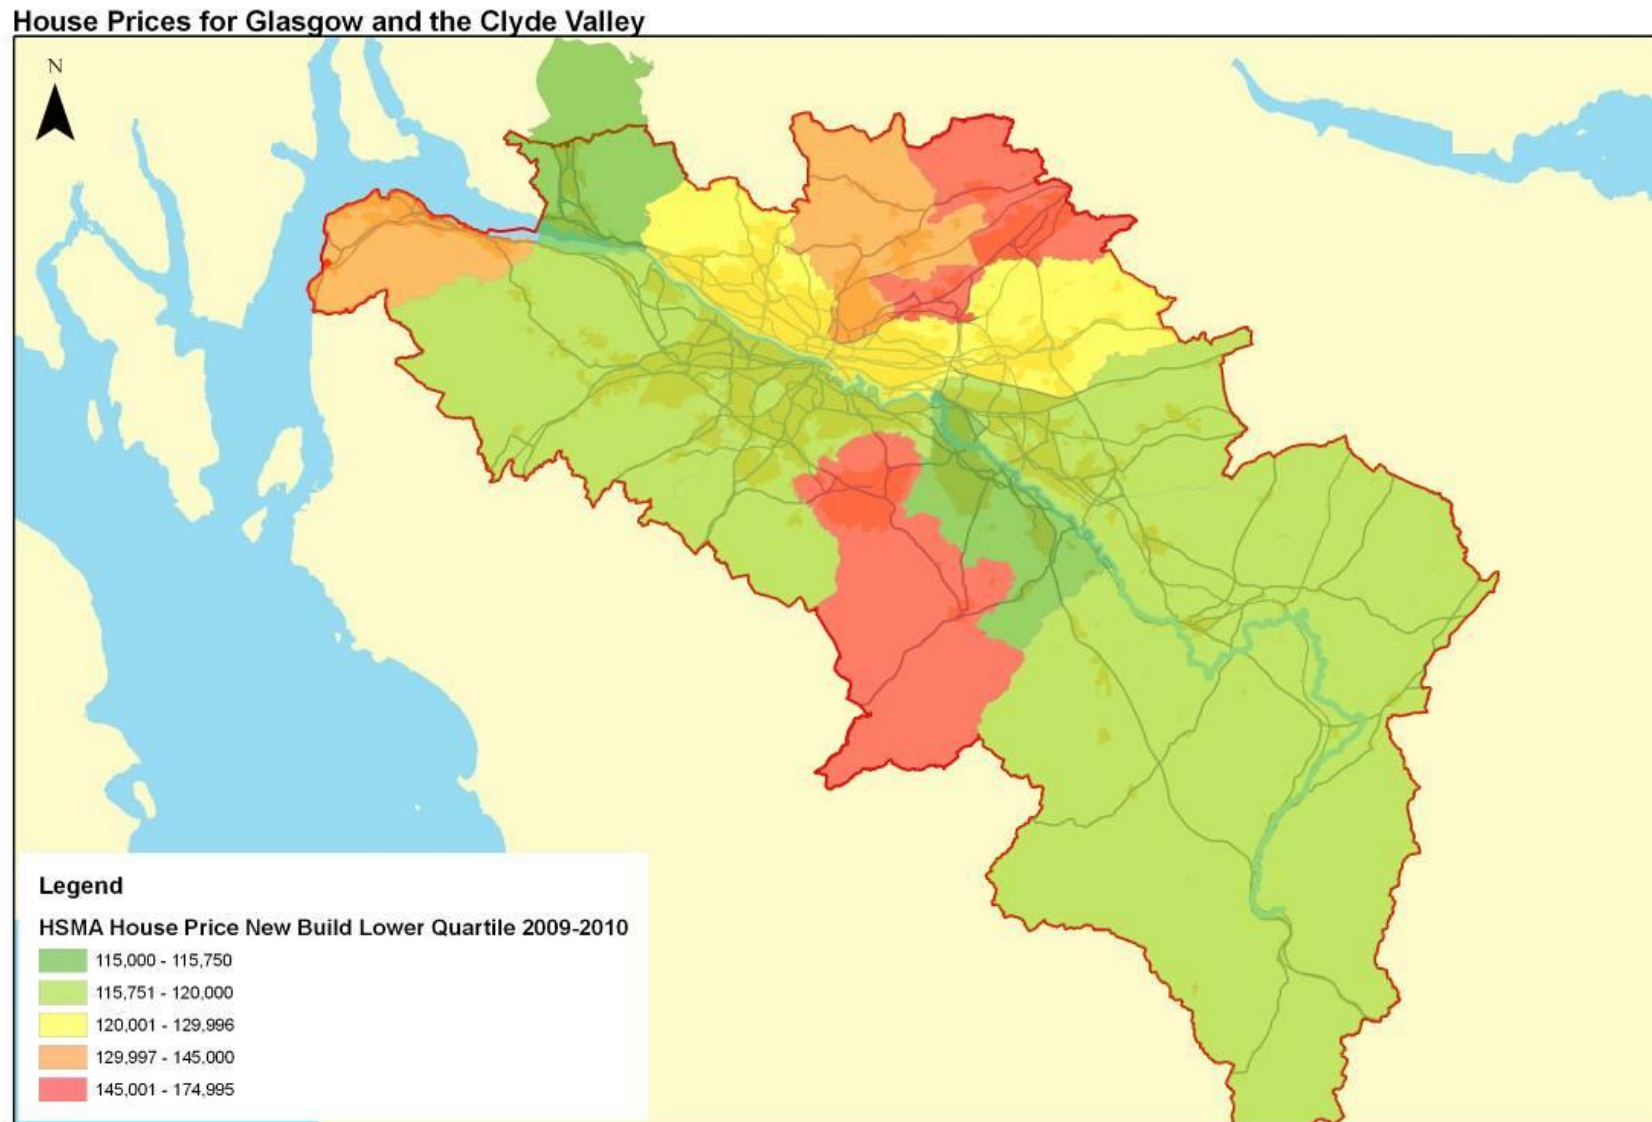 House Prices for Glasgow and the Clyde Valley
N
Legend
HSMA House Price New Build Lower Quartile 2009-2010
115,000 - 115,750
115,751 - 120,000
120,001 - 129,996
129,997 - 145,000
145,001 - 174,995